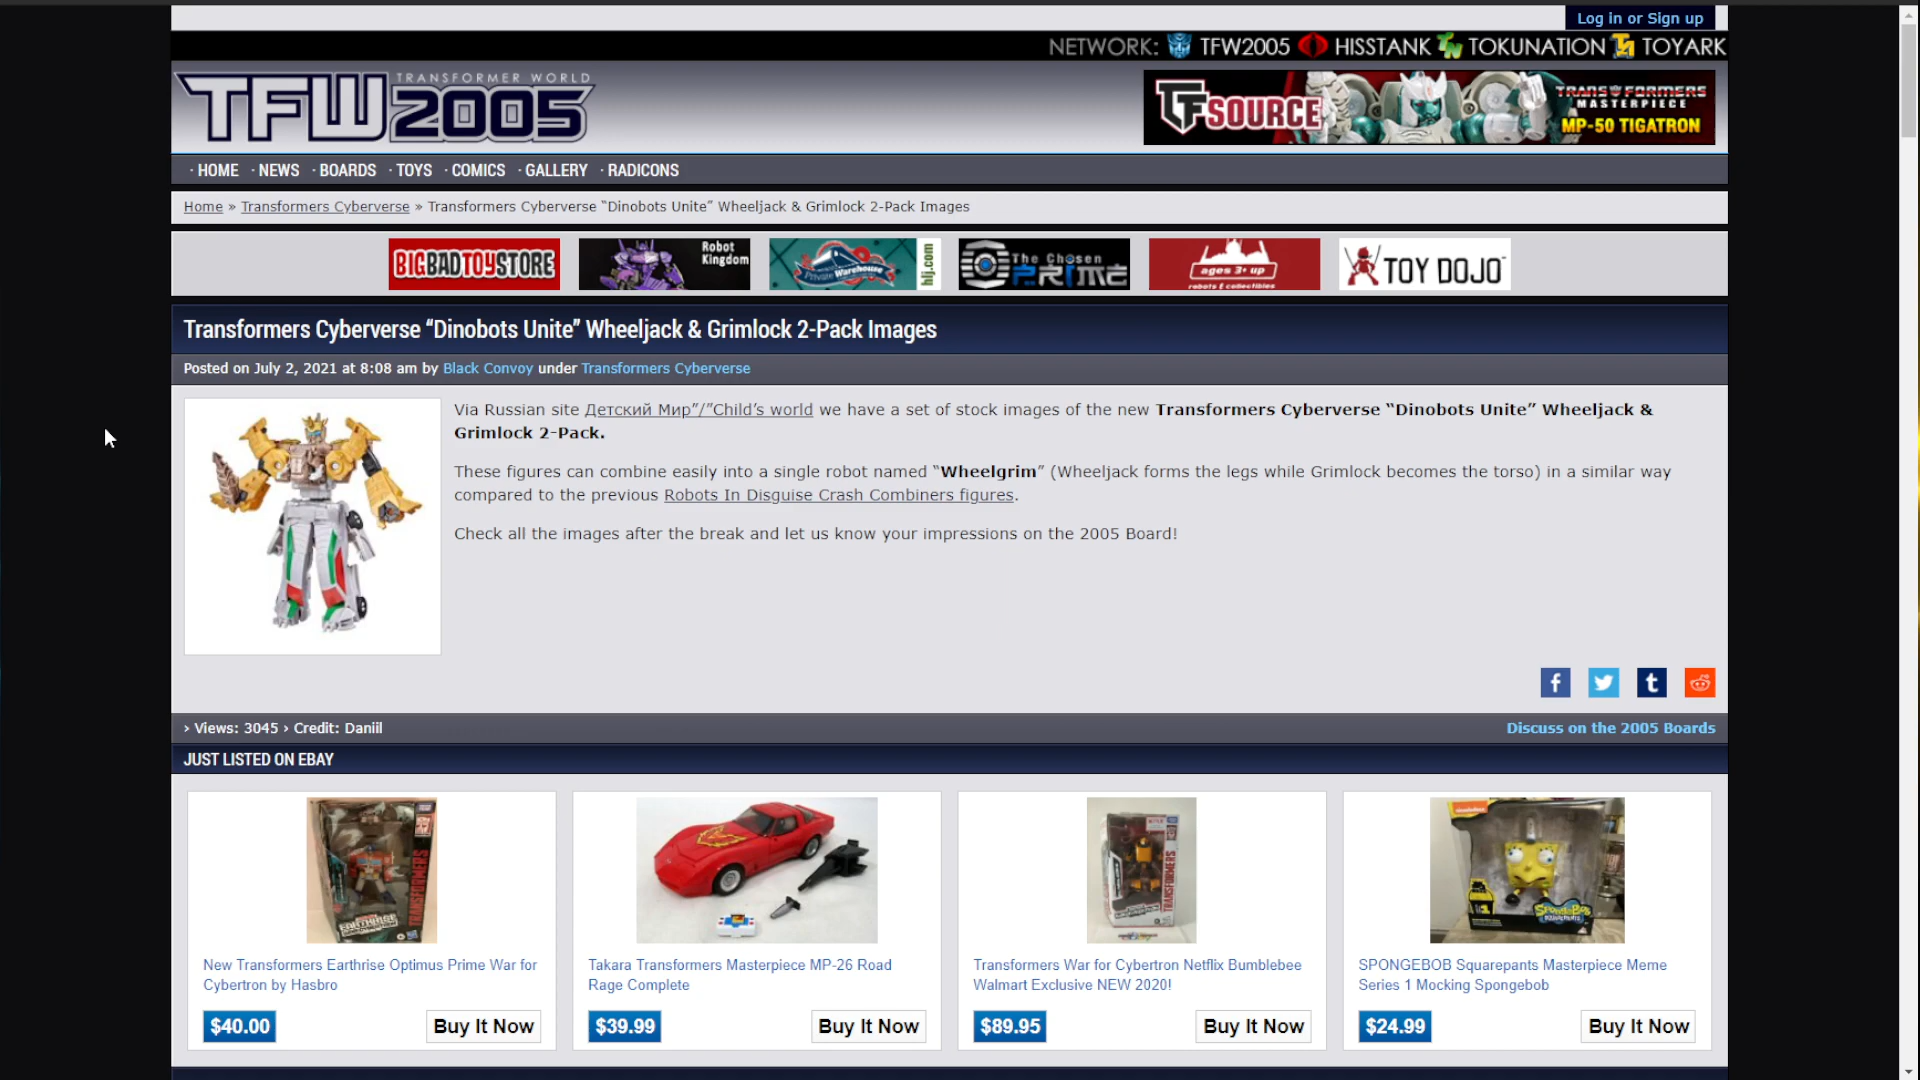 Log in or Sign up
NETWORK: TFW2005 HISSTANK TOKUNATION TOYARK
TRANSFORMER WORLD
TFW2005
TFSOURCE
TRANSFORMERS
MASTERPIECE
MP-50 TIGATRON
· HOME · NEWS · BOARDS · TOYS · COMICS · GALLERY · RADICONS
Home » Transformers Cyberverse » Transformers Cyberverse “Dinobots Unite” Wheeljack & Grimlock 2-Pack Images
BIGBADTOYSTORE
Robot
Kingdom
Private Warehouse
hlj.com
The Chosen
PRIME
ages 3+ up
robots & collectibles
TOY DOJO
Transformers Cyberverse “Dinobots Unite” Wheeljack & Grimlock 2-Pack Images
Posted on July 2, 2021 at 8:08 am by Black Convoy under Transformers Cyberverse
Via Russian site Детский Мир”/”Child’s world we have a set of stock images of the new Transformers Cyberverse “Dinobots Unite” Wheeljack &
Grimlock 2-Pack.
These figures can combine easily into a single robot named “Wheelgrim” (Wheeljack forms the legs while Grimlock becomes the torso) in a similar way
compared to the previous Robots In Disguise Crash Combiners figures.
Check all the images after the break and let us know your impressions on the 2005 Board!
› Views: 3045 › Credit: Daniil
Discuss on the 2005 Boards
JUST LISTED ON EBAY
TRANSFORMERS
EARTHRISE
TRANSFORMERS
SpongeBob
New Transformers Earthrise Optimus Prime War for
Cybertron by Hasbro
$40.00
Buy It Now
Takara Transformers Masterpiece MP-26 Road
Rage Complete
$39.99
Buy It Now
Transformers War for Cybertron Netflix Bumblebee
Walmart Exclusive NEW 2020!
$89.95
Buy It Now
SPONGEBOB Squarepants Masterpiece Meme
Series 1 Mocking Spongebob
$24.99
Buy It Now